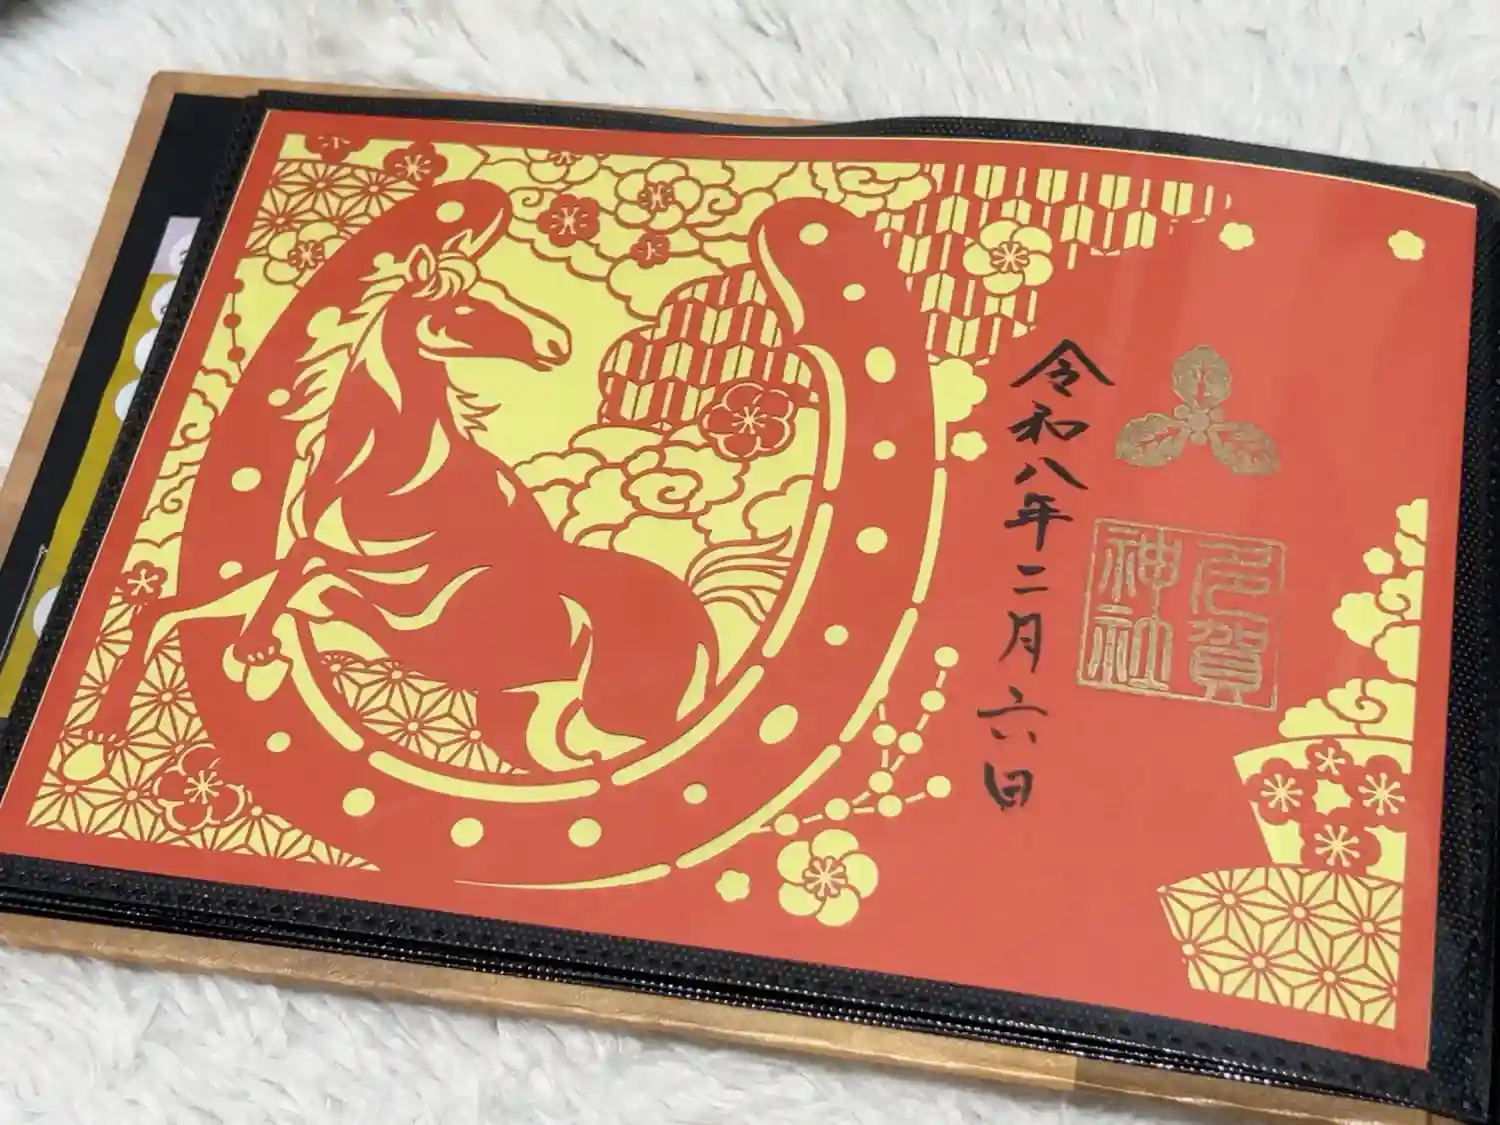 多賀
神社
令和八年二月六日